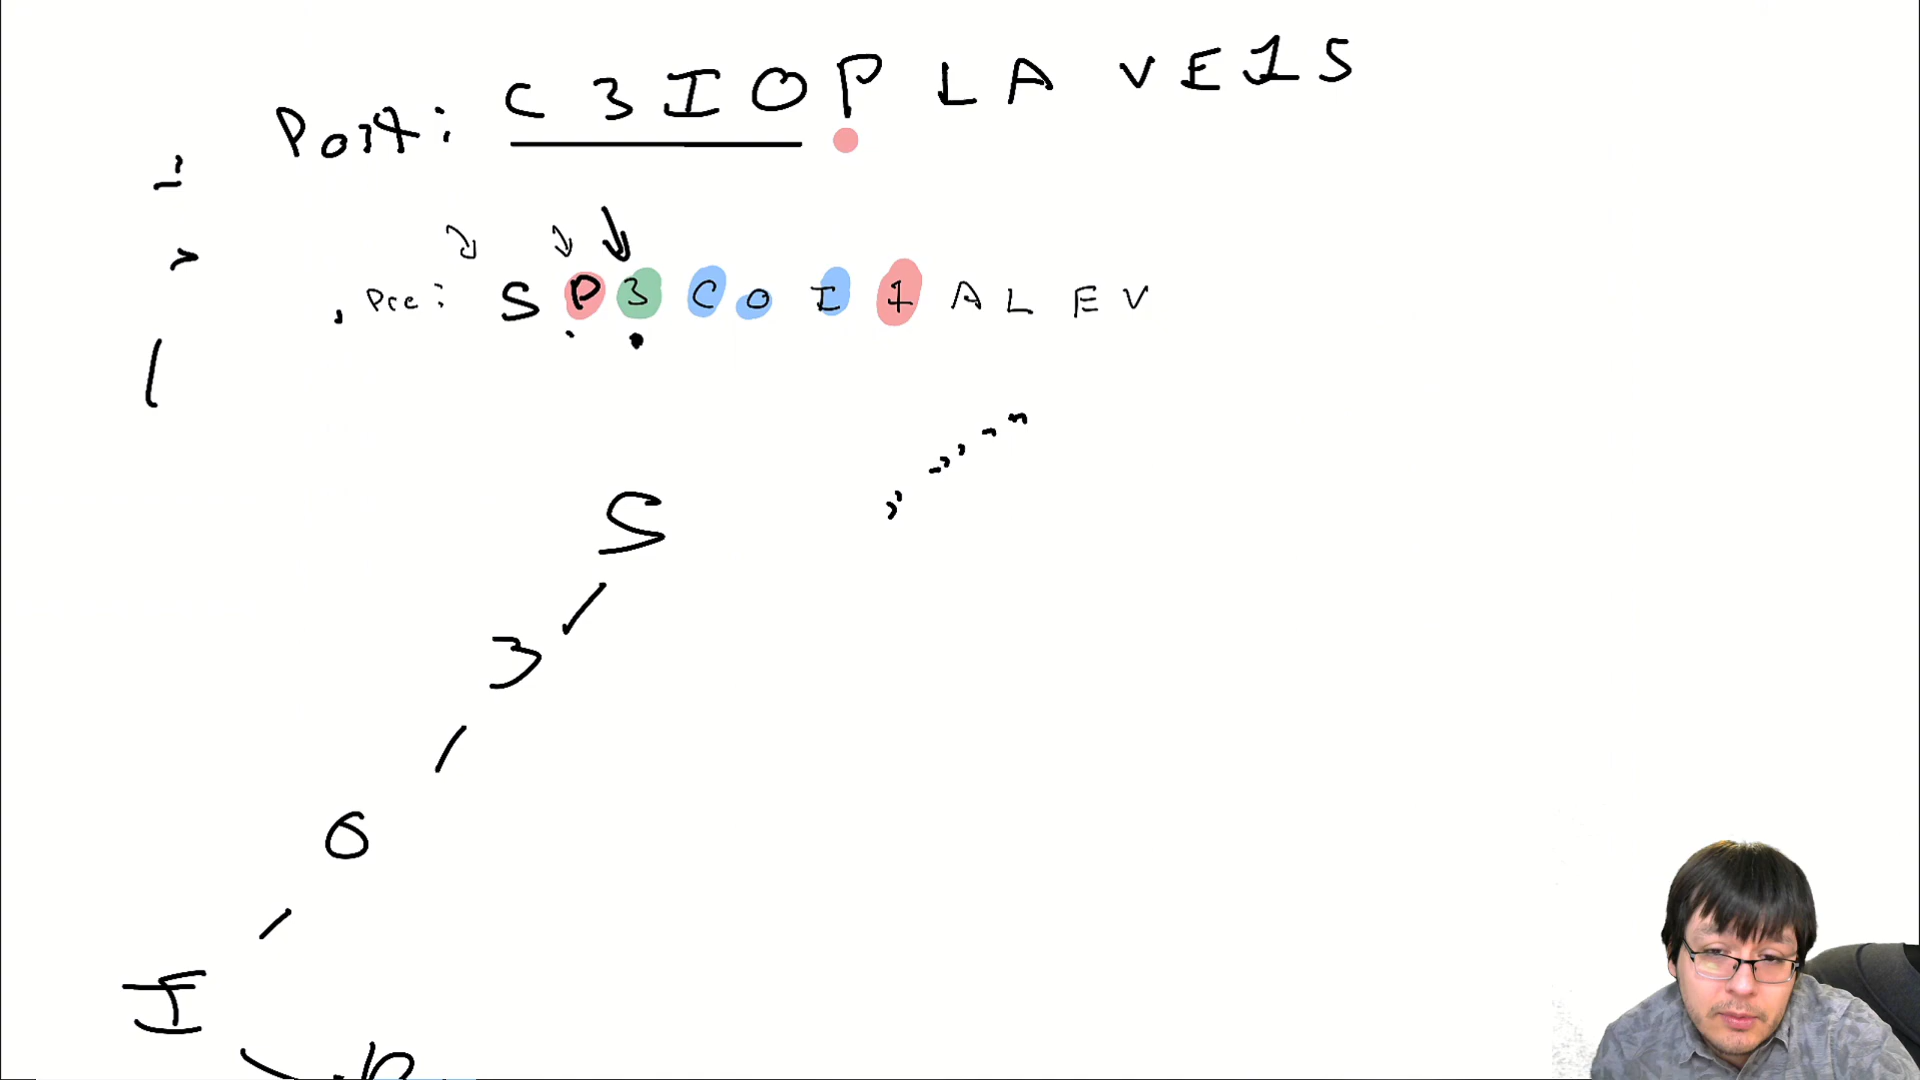 Post: C 3 I O P L A V E 1 S
Pre: S P 3 C O I 1 A L E V
S
3
O
I